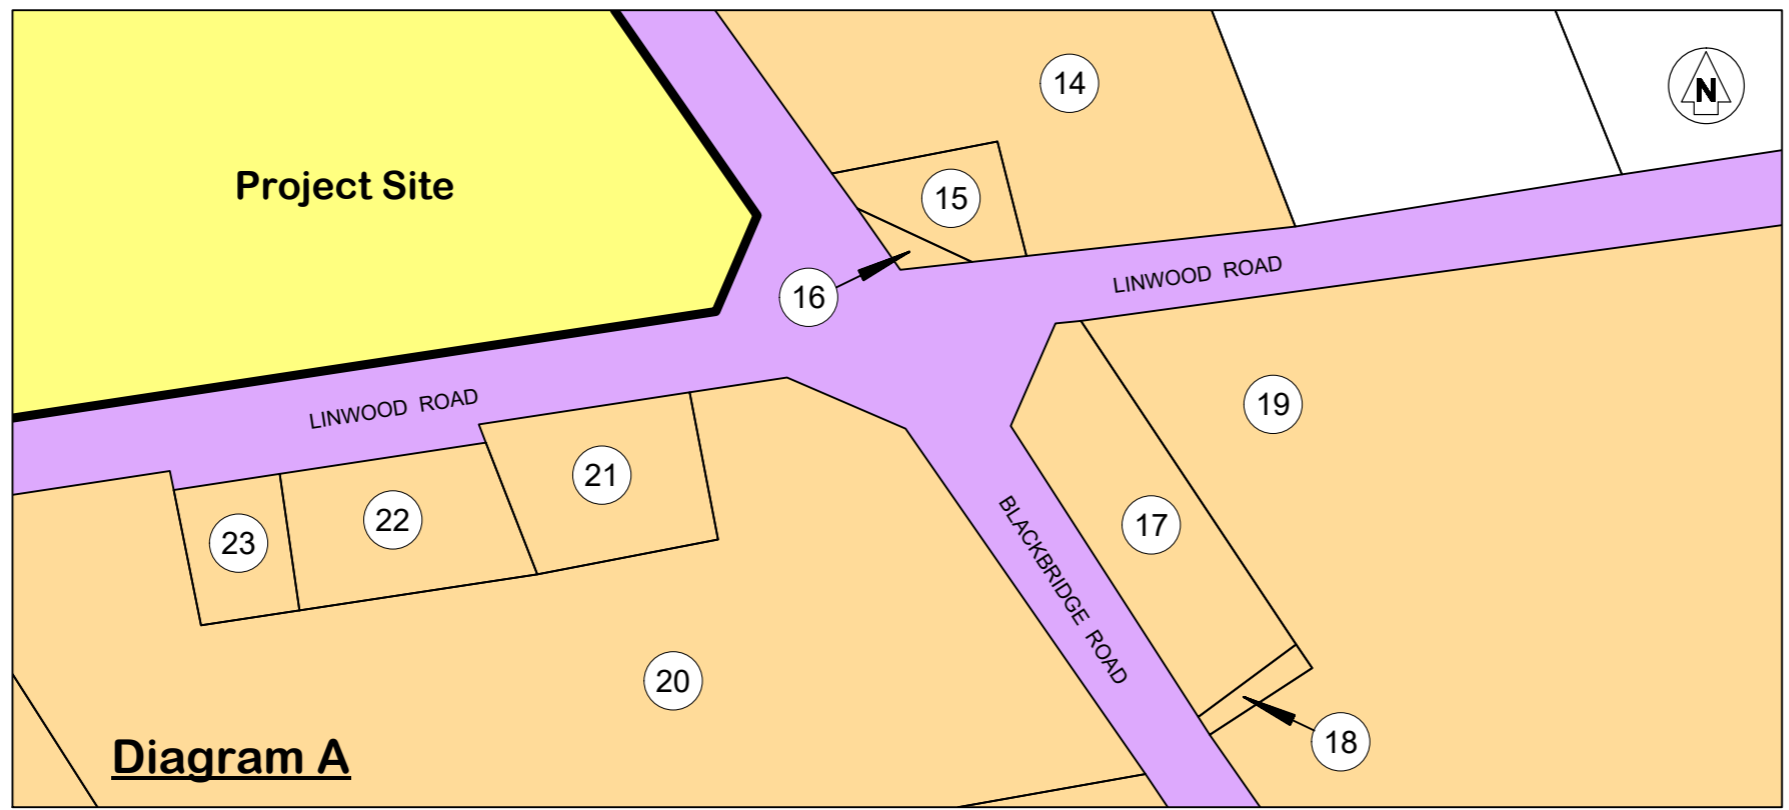 14
N
Project Site
15
16
LINWOOD ROAD
LINWOOD ROAD
19
21
22
23
17
BLACKBRIDGE ROAD
20
18
Diagram A